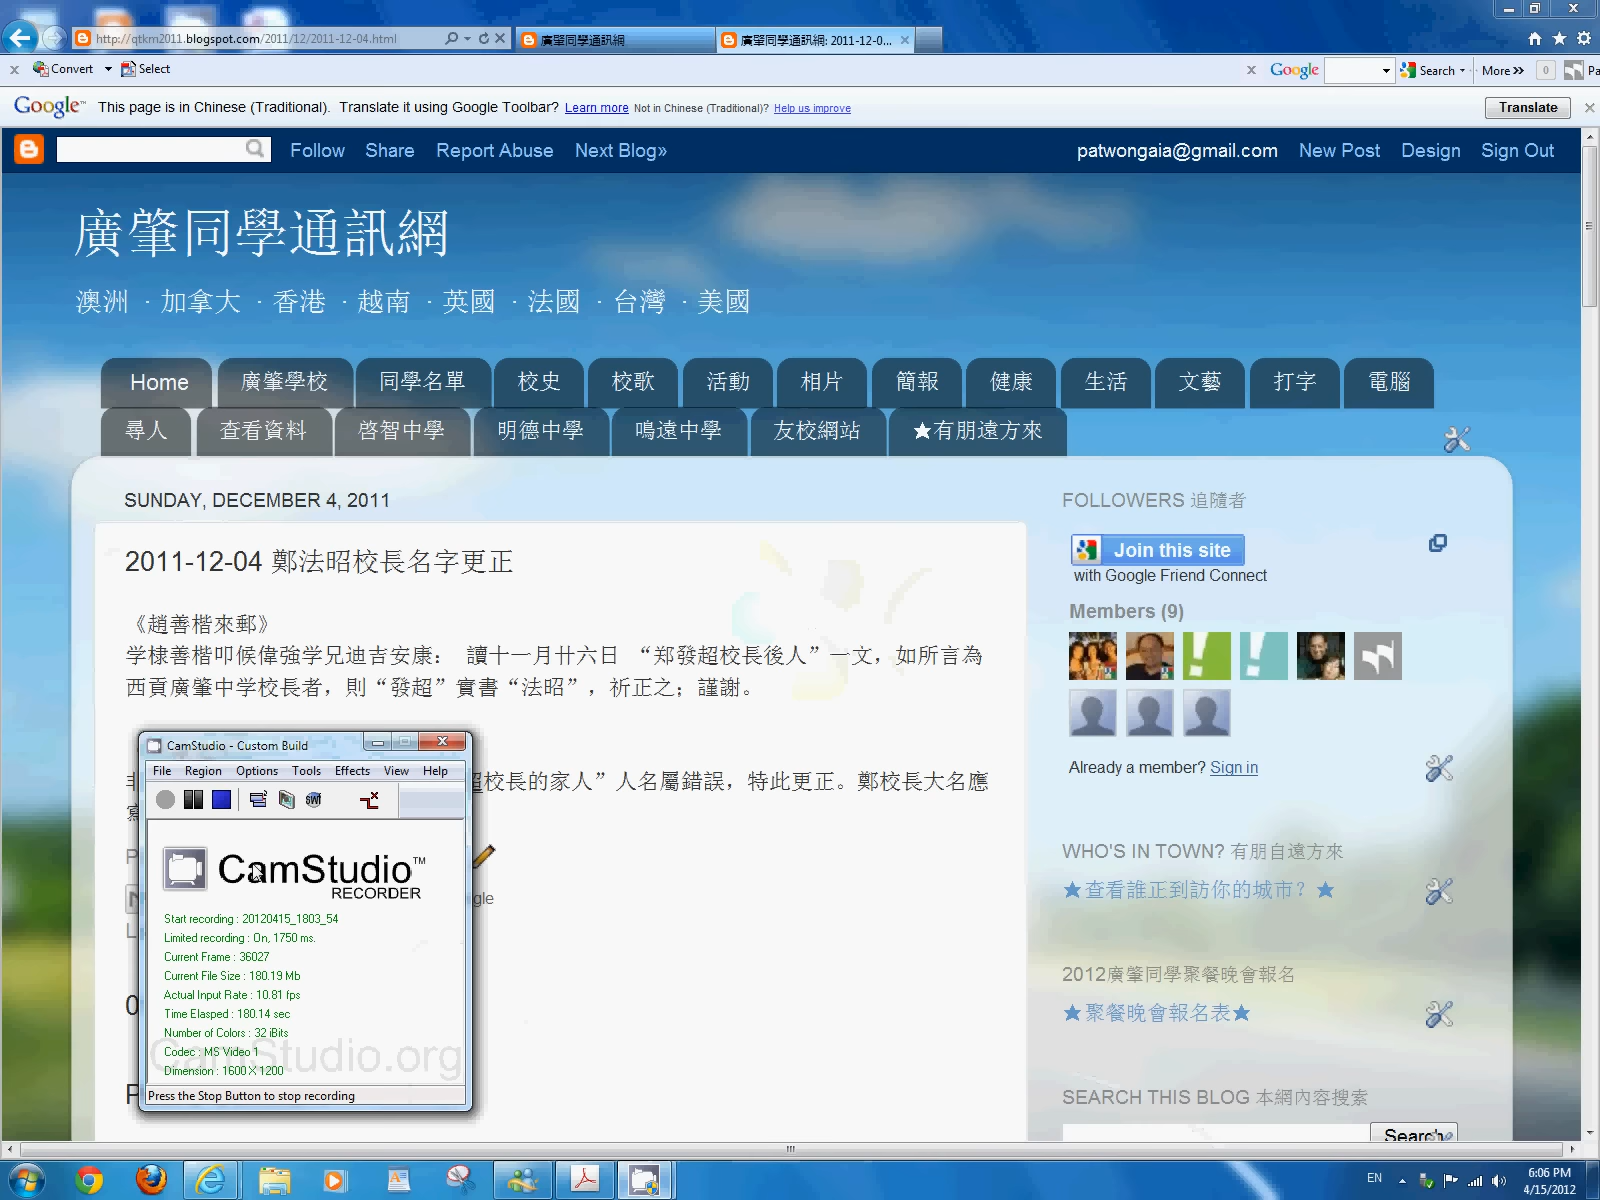 http://qtkm2011.blogspot.com/2011/12/2011-12-04.html
廣肇同學通訊網
廣肇同學通訊網: 2011-12-0...
Convert
Select
Google
Search
More »
0
Pa
Google™ This page is in Chinese (Traditional). Translate it using Google Toolbar? Learn more Not in Chinese (Traditional)? Help us improve
Translate
Follow Share Report Abuse Next Blog»
patwongaia@gmail.com New Post Design Sign Out
廣肇同學通訊網
澳洲 · 加拿大 · 香港 · 越南 · 英國 · 法國 · 台灣 · 美國
Home 廣肇學校 同學名單 校史 校歌 活動 相片 簡報 健康 生活 文藝 打字 電腦
尋人 查看資料 啓智中學 明德中學 鳴遠中學 友校網站 ★有朋遠方來
SUNDAY, DECEMBER 4, 2011
2011-12-04 鄭法昭校長名字更正
《趙善楷來郵》
学棣善楷叩候偉強学兄迪吉安康： 讀十一月廿六日 “郑發超校長後人”一文，如所言為
西貢廣肇中学校長者，則“發超”實書“法昭”，祈正之；謹謝。
校長的家人”人名屬錯誤，特此更正。鄭校長大名應
gle
0
P
CamStudio - Custom Build
File Region Options Tools Effects View Help
CamStudio™
RECORDER
Start recording : 20120415_1803_54
Limited recording : On, 1750 ms.
Current Frame : 36027
Current File Size : 180.19 Mb
Actual Input Rate : 10.81 fps
Time Elasped : 180.14 sec
Number of Colors : 32 iBits
Codec : MS Video 1
Dimension : 1600 X 1200
CamStudio.org
Press the Stop Button to stop recording
FOLLOWERS 追隨者
Join this site
with Google Friend Connect
Members (9)
Already a member? Sign in
WHO'S IN TOWN? 有朋自遠方來
★查看誰正到訪你的城市？★
2012廣肇同學聚餐晚會報名
★聚餐晚會報名表★
SEARCH THIS BLOG 本網內容搜索
Search
EN
6:06 PM
4/15/2012